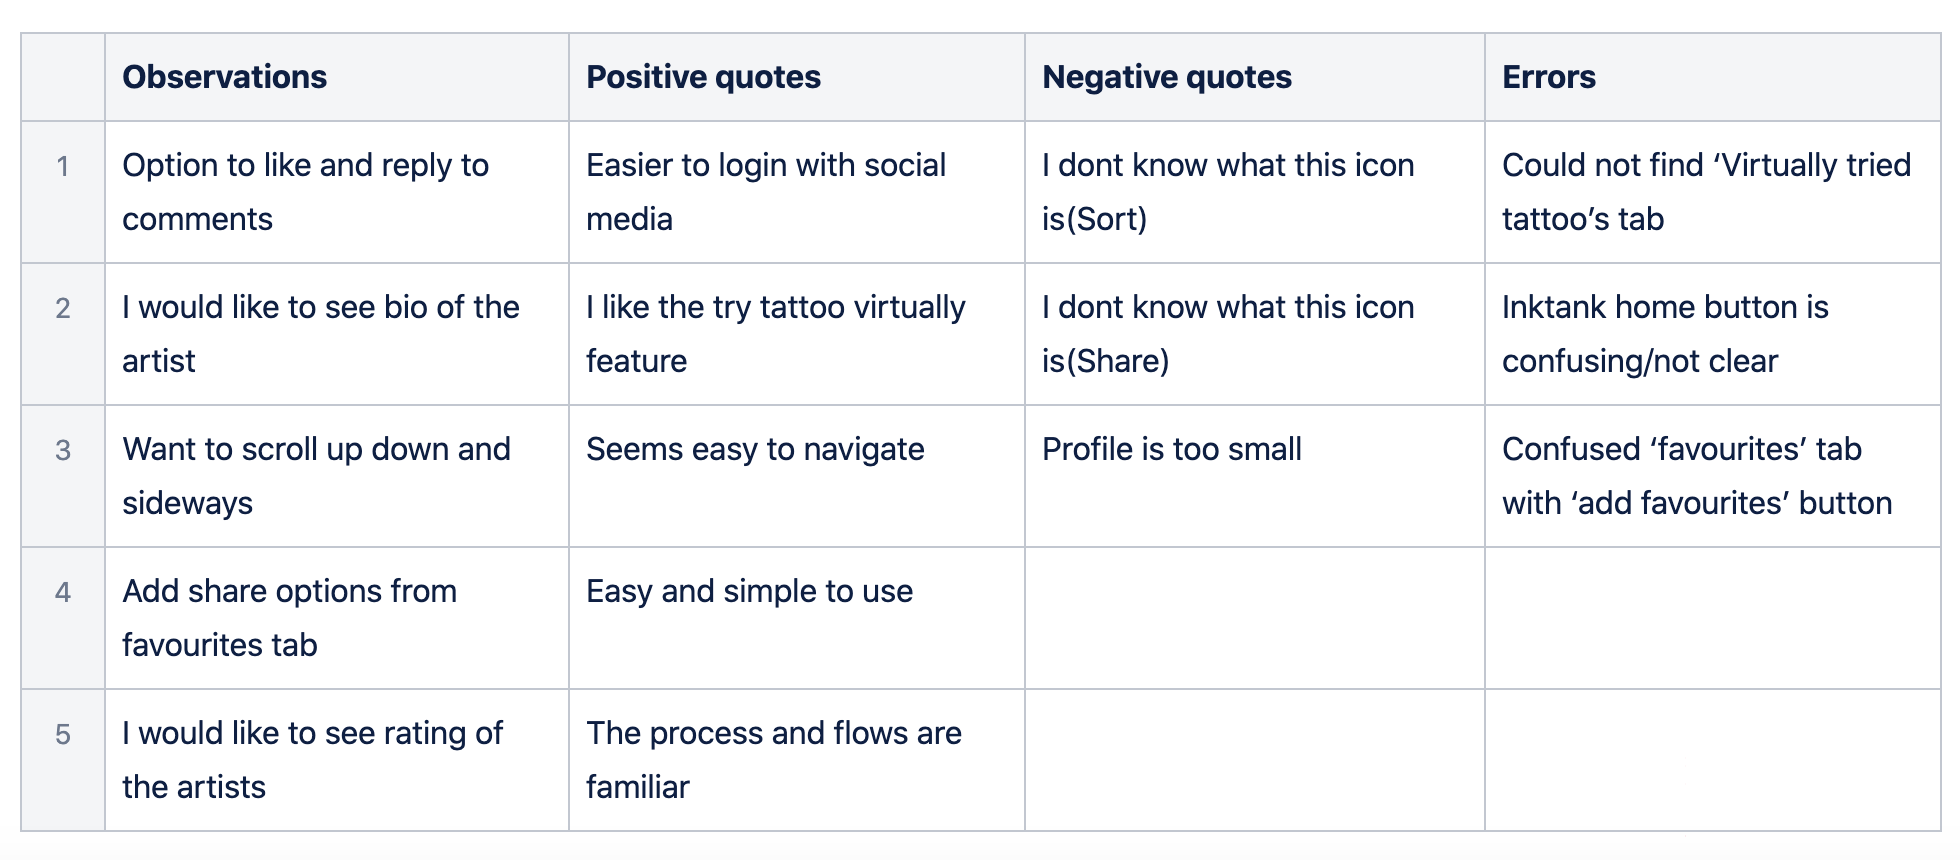 Observations Positive quotes Negative quotes Errors
1 Option to like and reply to Easier to login with social I dont know what this icon Could not find ‘Virtually tried
comments media is(Sort) tattoo’s tab
2 I would like to see bio of the I like the try tattoo virtually I dont know what this icon Inktank home button is
artist feature is(Share) confusing/not clear
3 Want to scroll up down and Seems easy to navigate Profile is too small Confused ‘favourites’ tab
sideways with ‘add favourites’ button
4 Add share options from Easy and simple to use
favourites tab
5 I would like to see rating of The process and flows are
the artists familiar